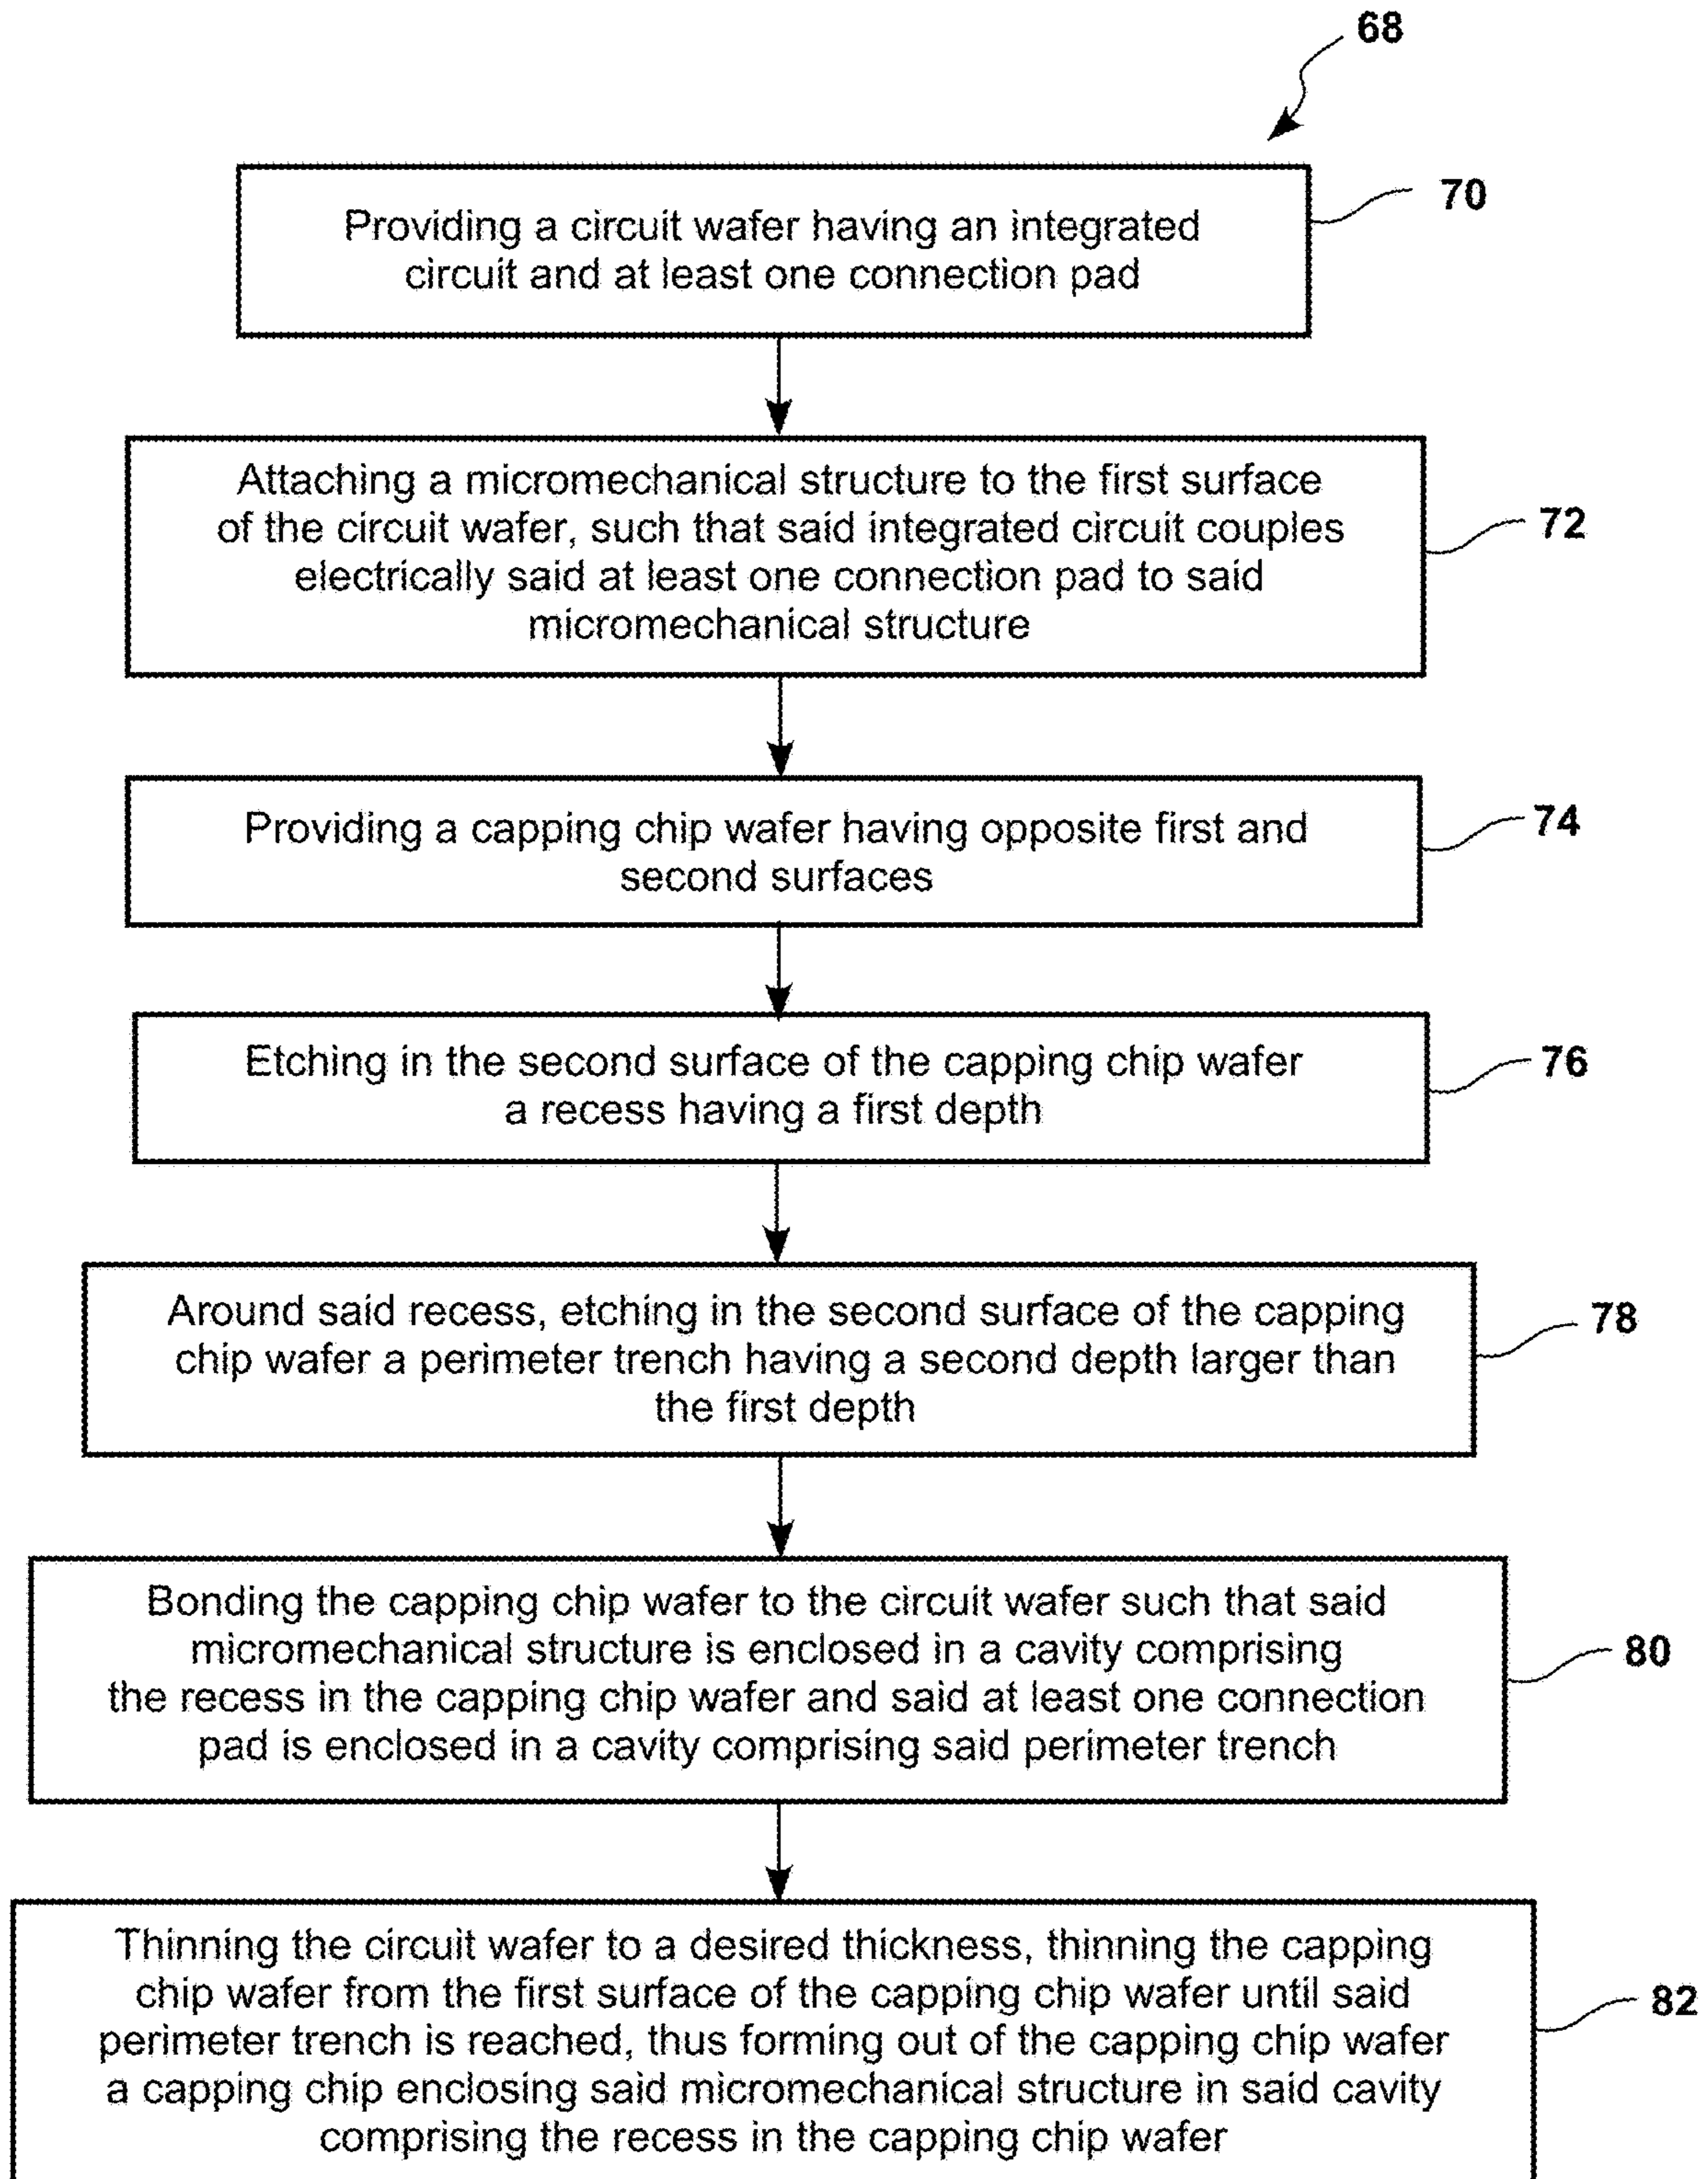 68
Providing a circuit wafer having an integrated
circuit and at least one connection pad
70
Attaching a micromechanical structure to the first surface
of the circuit wafer, such that said integrated circuit couples
electrically said at least one connection pad to said
micromechanical structure
72
Providing a capping chip wafer having opposite first and
second surfaces
74
Etching in the second surface of the capping chip wafer
a recess having a first depth
76
Around said recess, etching in the second surface of the capping
chip wafer a perimeter trench having a second depth larger than
the first depth
78
Bonding the capping chip wafer to the circuit wafer such that said
micromechanical structure is enclosed in a cavity comprising
the recess in the capping chip wafer and said at least one connection
pad is enclosed in a cavity comprising said perimeter trench
80
Thinning the circuit wafer to a desired thickness, thinning the capping
chip wafer from the first surface of the capping chip wafer until said
perimeter trench is reached, thus forming out of the capping chip wafer
a capping chip enclosing said micromechanical structure in said cavity
comprising the recess in the capping chip wafer
82